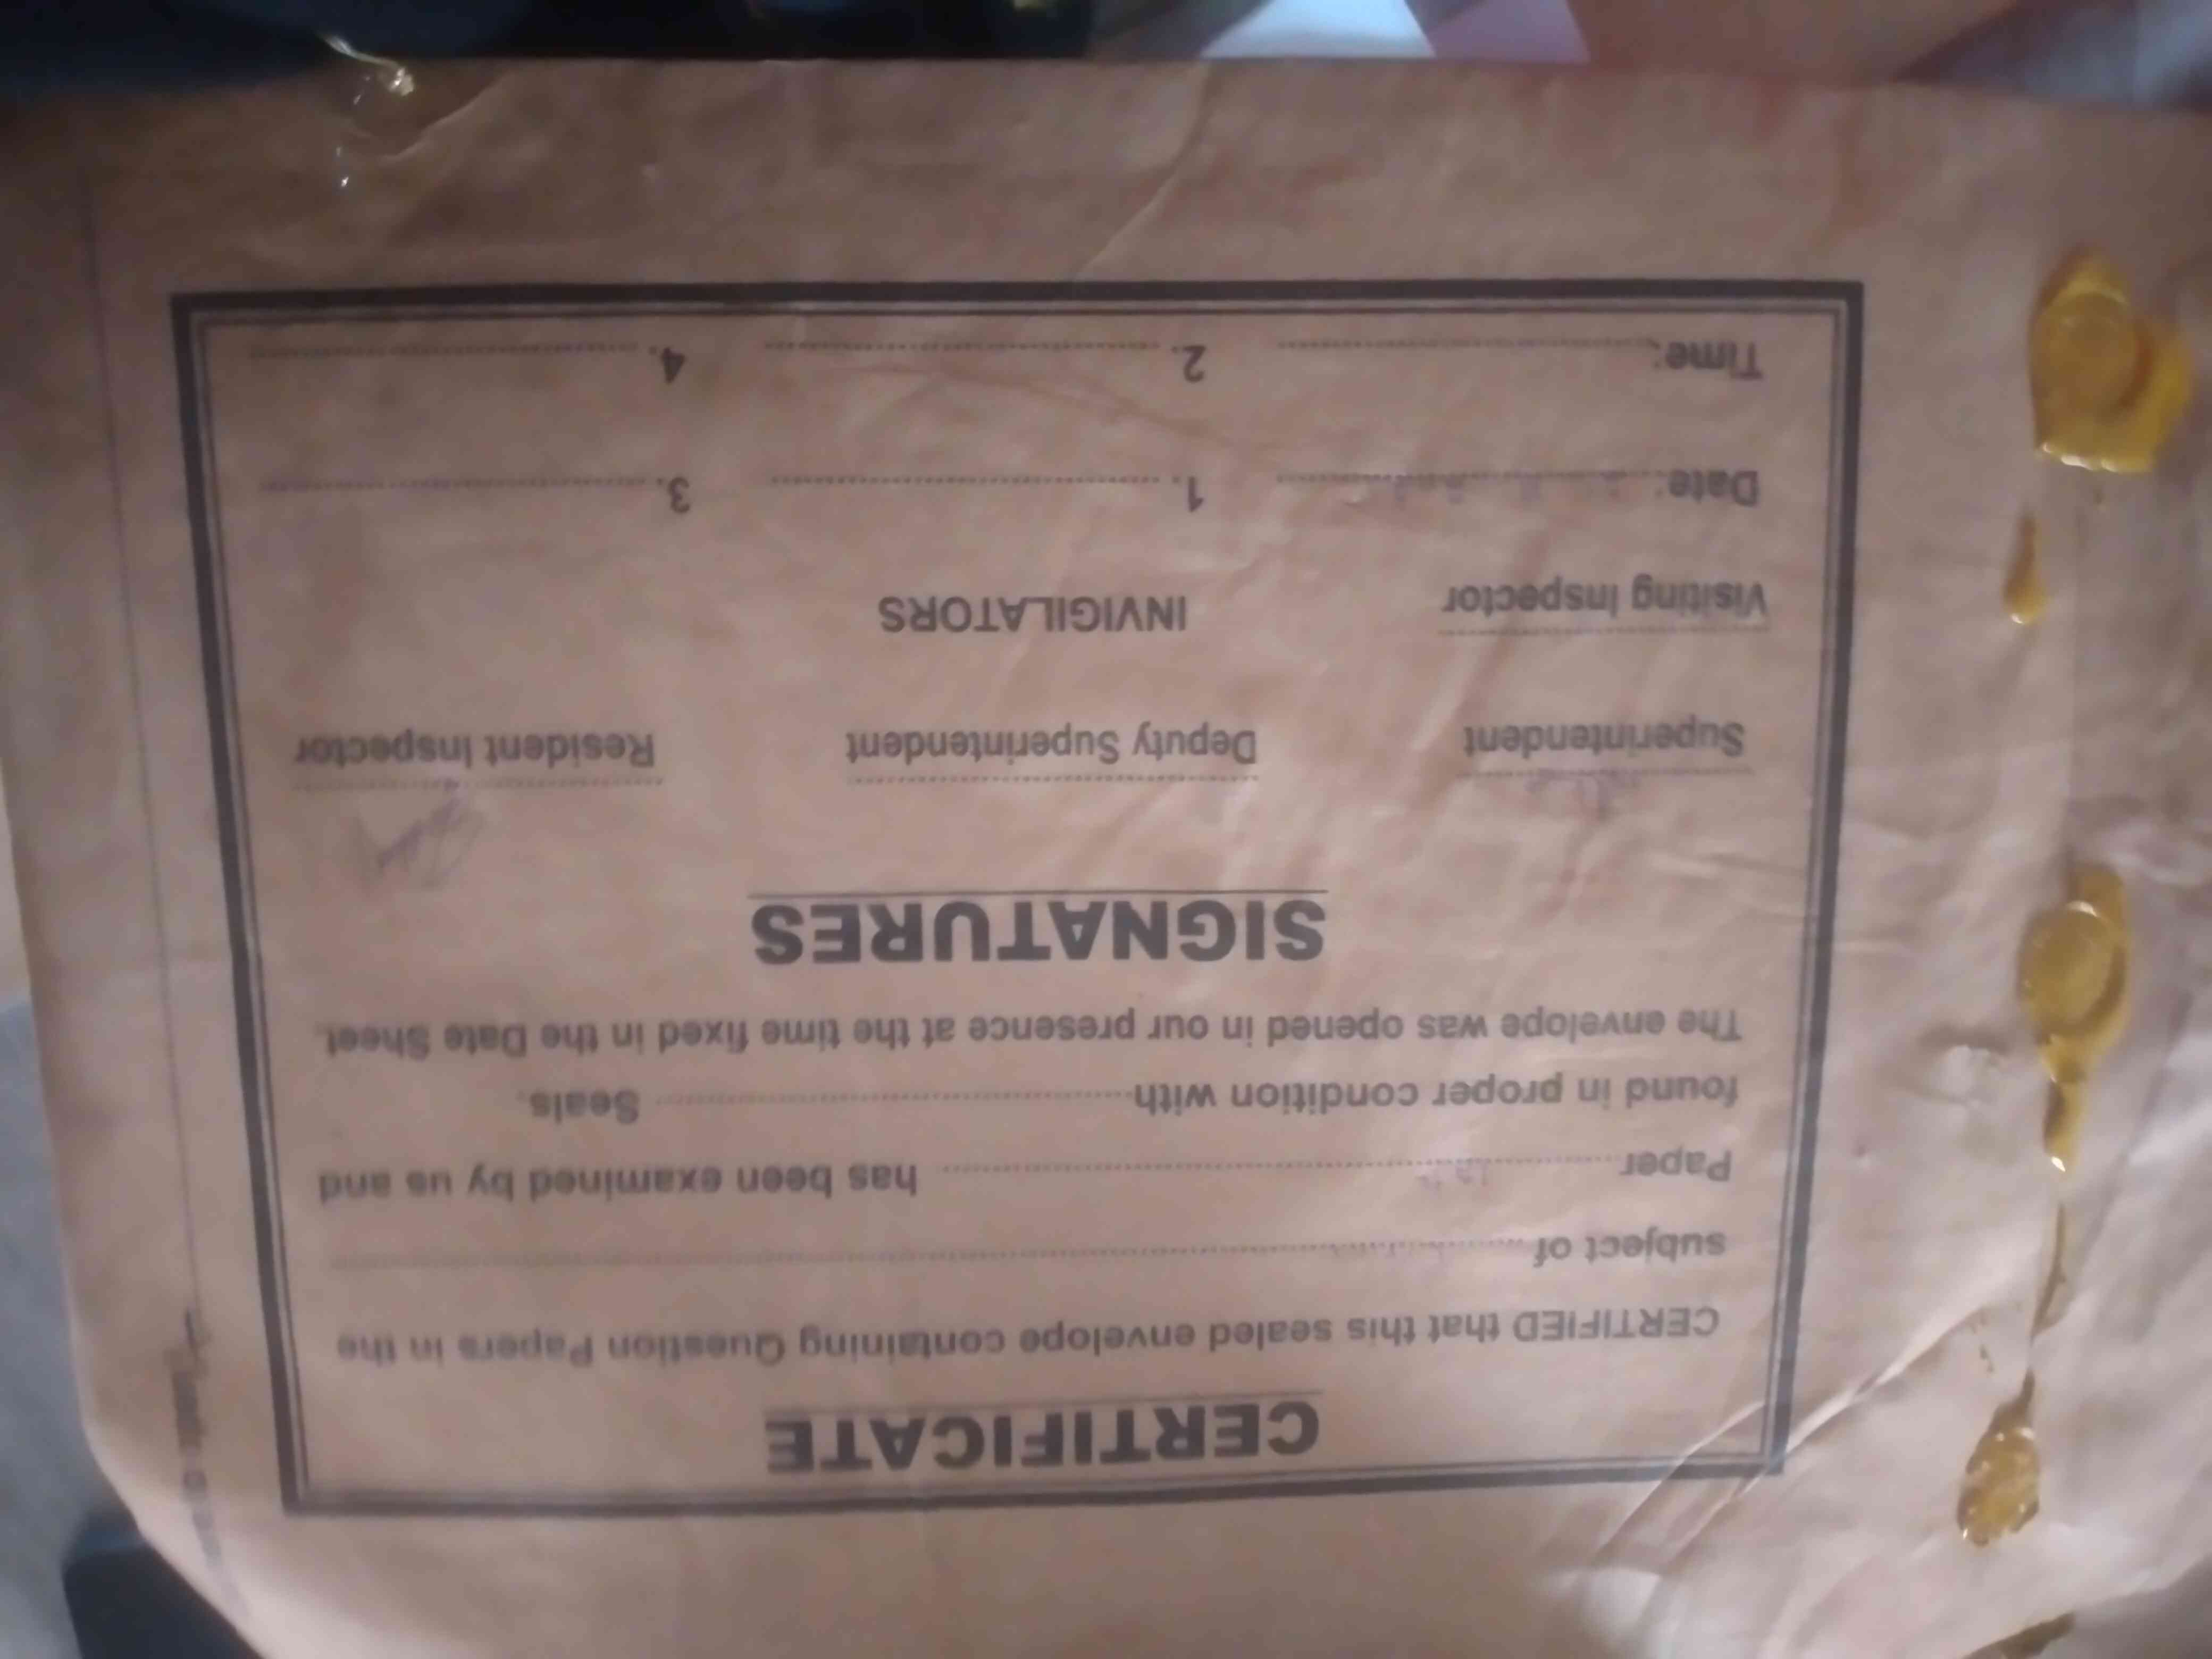 CERTIFICATE
CERTIFIED that this sealed envelope containing Question Papers in the
subject of
Paper has been examined by us and
found in proper condition with Seals.
The envelope was opened in our presence at the time fixed in the Date Sheet.
SIGNATURES
Superintendent Deputy Superintendent Resident Inspector
Visiting Inspector INVIGILATORS
Date: 1. 3.
Time: 2. 4.